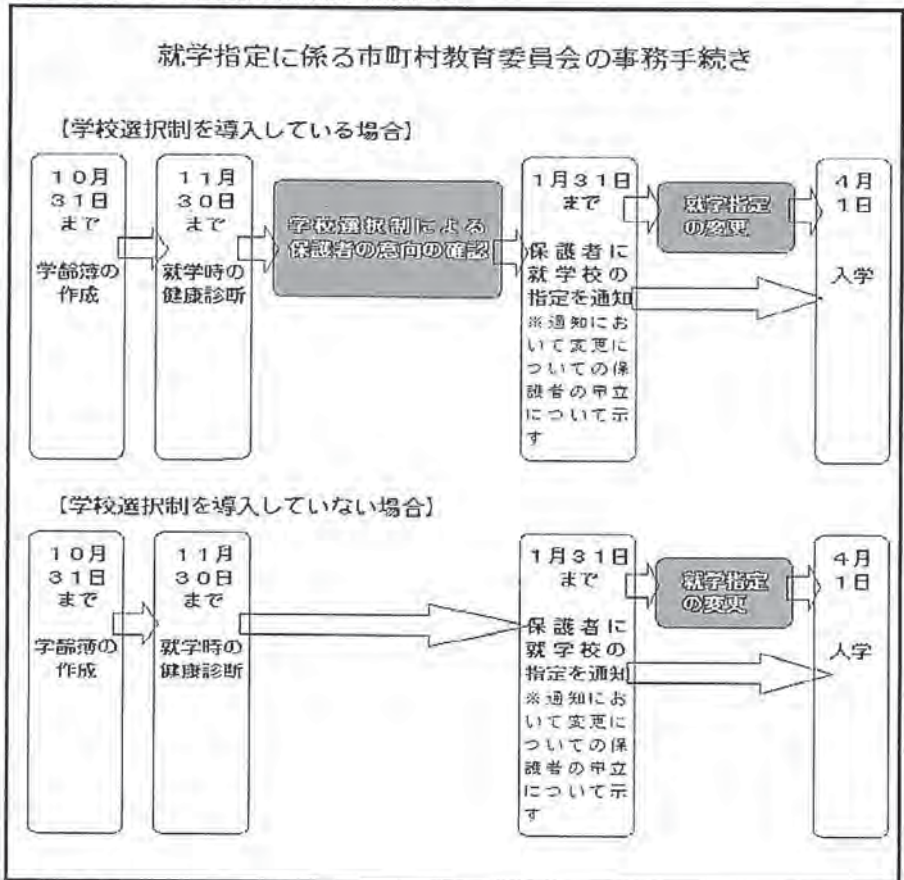 就学指定に係る市町村教育委員会の事務手続き
【学校選択制を導入している場合】
10月
31日
まで
学齢簿の
作成
11月
30日
まで
就学時の
健康診断
学校選択制による
保護者の意向の確認
1月31日
まで
保護者に
就学校の
指定を通知
※通知にお
いて変更に
ついての保
護者の申立
について示
す
就学指定
の変更
4月
1日
入学
【学校選択制を導入していない場合】
10月
31日
まで
学齢簿の
作成
11月
30日
まで
就学時の
健康診断
1月31日
まで
保護者に
就学校の
指定を通知
※通知にお
いて変更に
ついての保
護者の申立
について示
す
就学指定
の変更
4月
1日
入学